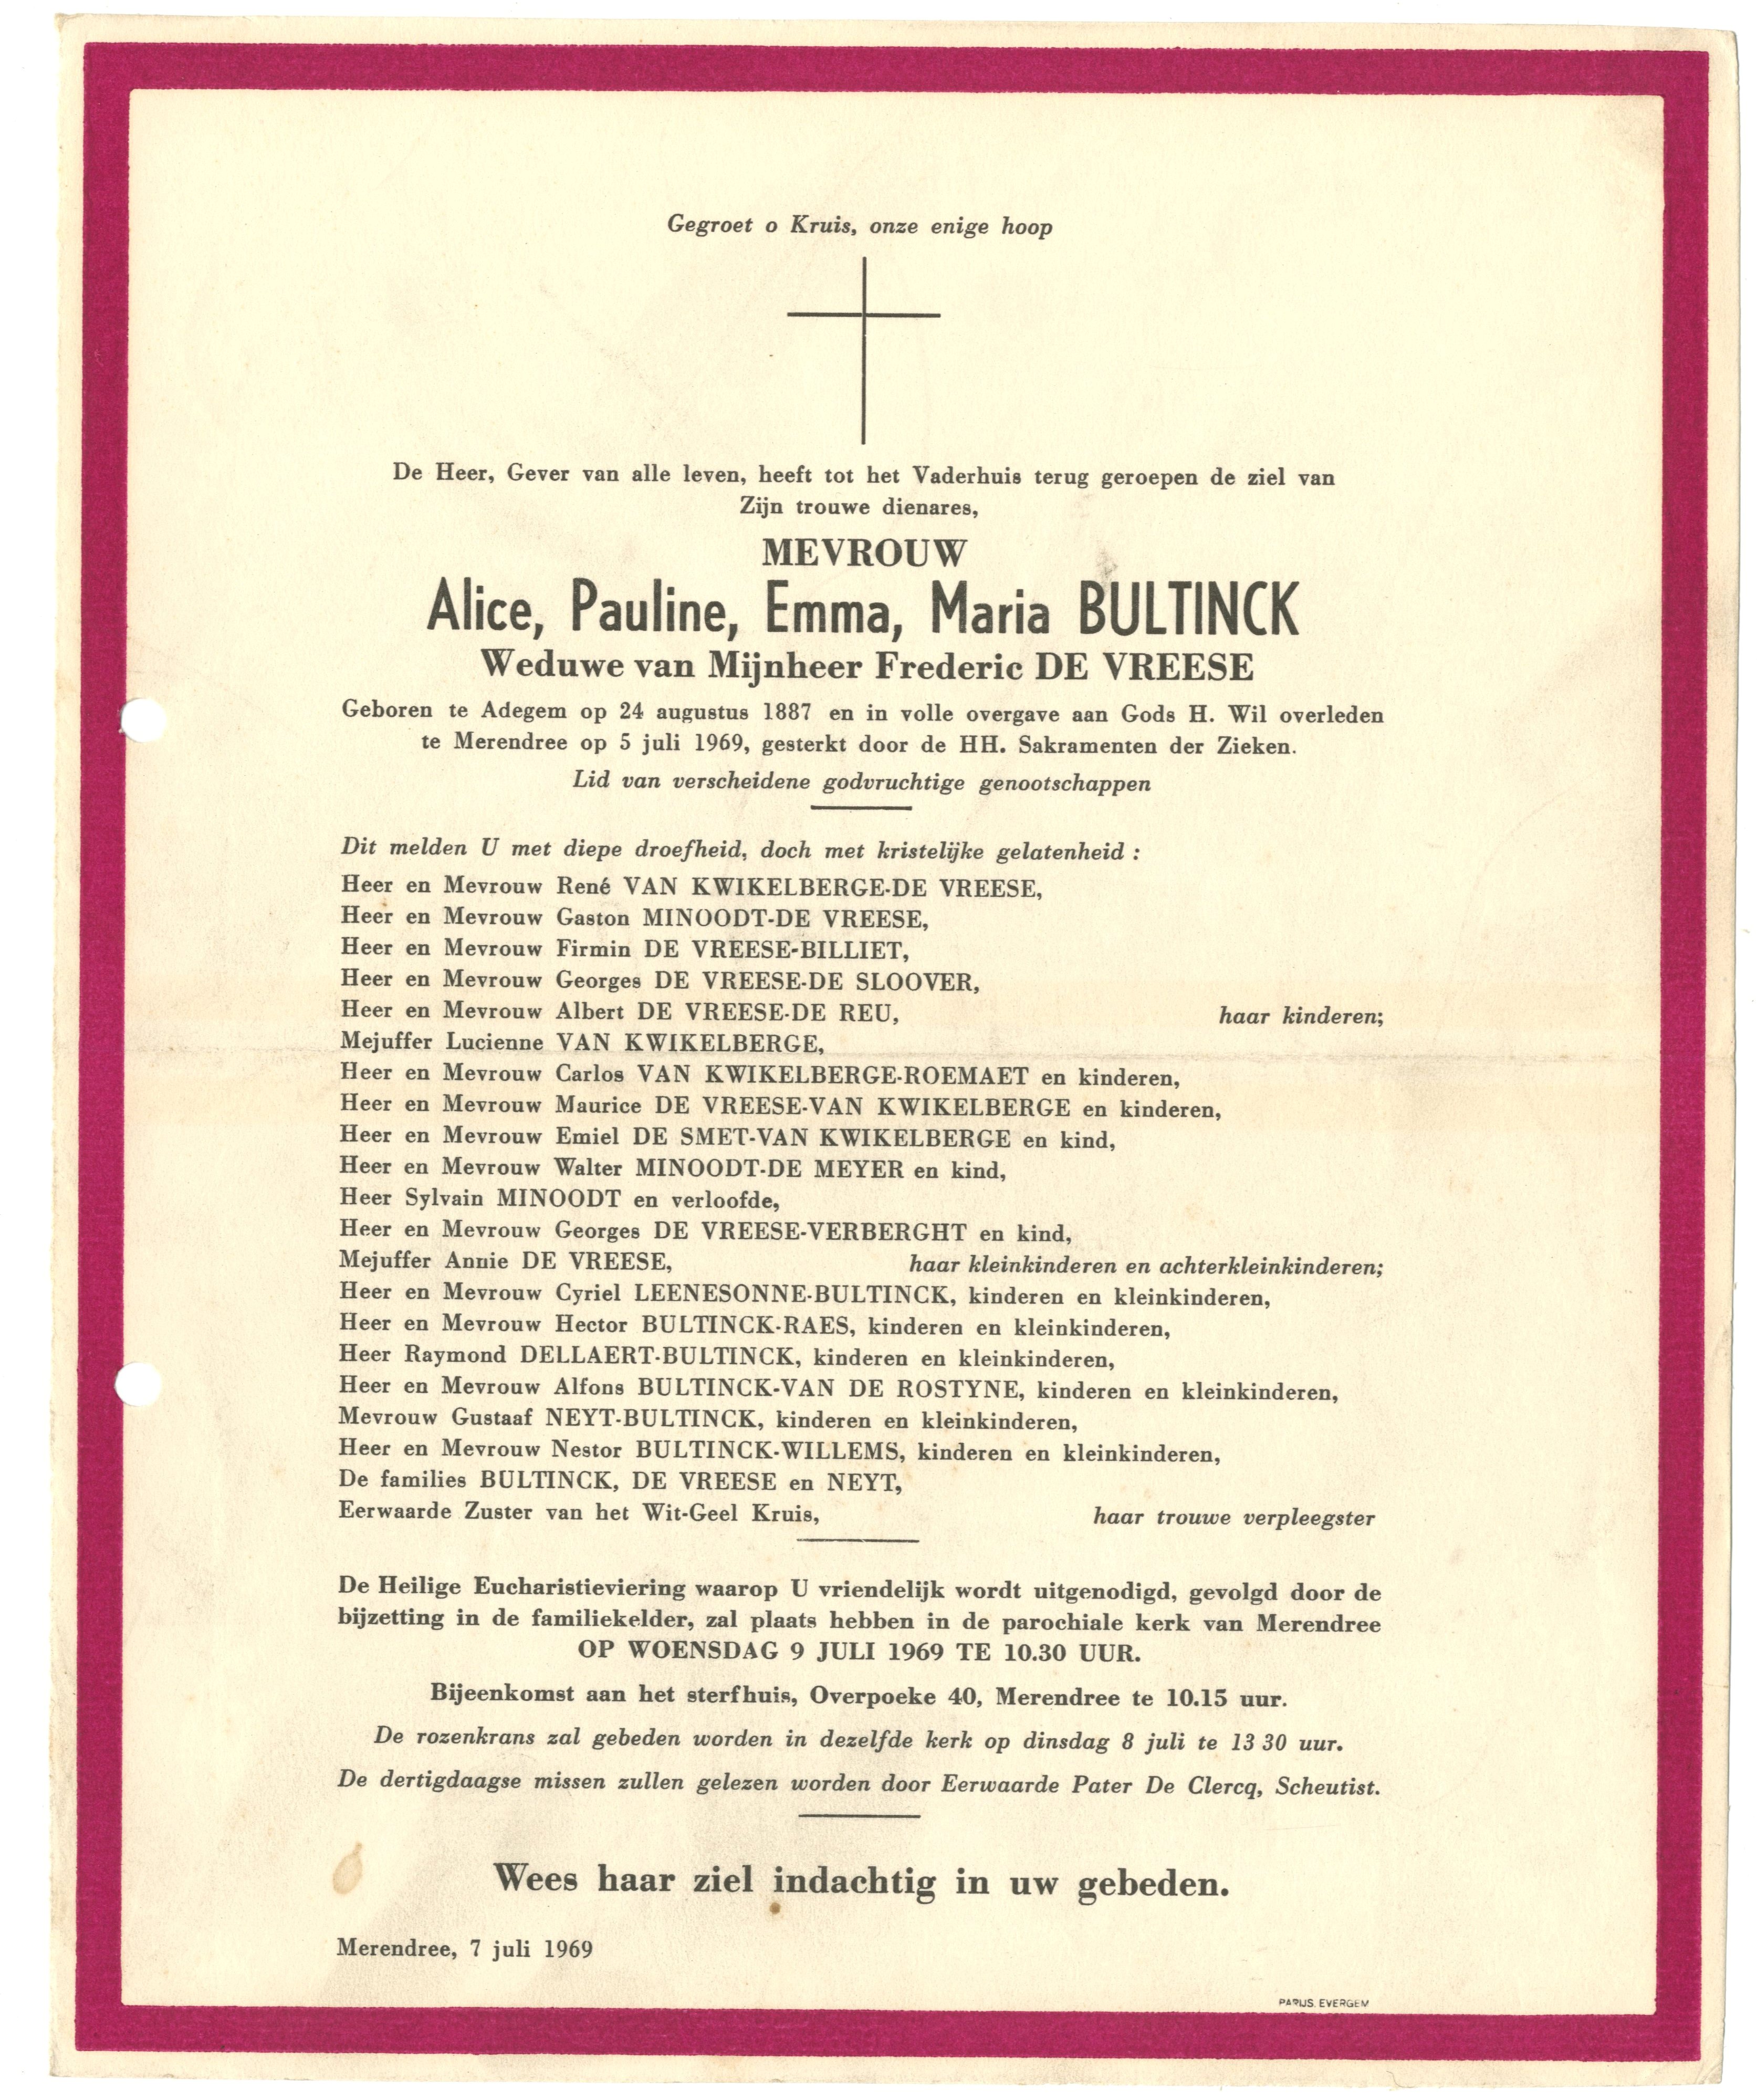 Gegroet o Kruis, onze enige hoop
De Heer, Gever van alle leven, heeft tot het Vaderhuis terug geroepen de ziel van
Zijn trouwe dienares,
MEVROUW
Alice, Pauline, Emma, Maria BULTINCK
Weduwe van Mijnheer Frederic DE VREESE
Geboren te Adegem op 24 augustus 1887 en in volle overgave aan Gods H. Wil overleden
te Merendree op 5 juli 1969, gesterkt door de HH. Sakramenten der Zieken.
Lid van verscheidene godvruchtige genootschappen
Dit melden U met diepe droefheid, doch met kristelijke gelatenheid :
Heer en Mevrouw René VAN KWIKELBERGE-DE VREESE,
Heer en Mevrouw Gaston MINOODT-DE VREESE,
Heer en Mevrouw Firmin DE VREESE-BILLIET,
Heer en Mevrouw Georges DE VREESE-DE SLOOVER,
Heer en Mevrouw Albert DE VREESE-DE REU, haar kinderen;
Mejuffer Lucienne VAN KWIKELBERGE,
Heer en Mevrouw Carlos VAN KWIKELBERGE-ROEMAET en kinderen,
Heer en Mevrouw Maurice DE VREESE-VAN KWIKELBERGE en kinderen,
Heer en Mevrouw Emiel DE SMET-VAN KWIKELBERGE en kind,
Heer en Mevrouw Walter MINOODT-DE MEYER en kind,
Heer Sylvain MINOODT en verloofde,
Heer en Mevrouw Georges DE VREESE-VERBERGHT en kind,
Mejuffer Annie DE VREESE, haar kleinkinderen en achterkleinkinderen;
Heer en Mevrouw Cyriel LEENESONNE-BULTINCK, kinderen en kleinkinderen,
Heer en Mevrouw Hector BULTINCK-RAES, kinderen en kleinkinderen,
Heer Raymond DELLAERT-BULTINCK, kinderen en kleinkinderen,
Heer en Mevrouw Alfons BULTINCK-VAN DE ROSTYNE, kinderen en kleinkinderen,
Mevrouw Gustaaf NEYT-BULTINCK, kinderen en kleinkinderen,
Heer en Mevrouw Nestor BULTINCK-WILLEMS, kinderen en kleinkinderen,
De families BULTINCK, DE VREESE en NEYT,
Eerwaarde Zuster van het Wit-Geel Kruis, haar trouwe verpleegster
De Heilige Eucharistieviering waarop U vriendelijk wordt uitgenodigd, gevolgd door de
bijzetting in de familiekelder, zal plaats hebben in de parochiale kerk van Merendree
OP WOENSDAG 9 JULI 1969 TE 10.30 UUR.
Bijeenkomst aan het sterfhuis, Overpoeke 40, Merendree te 10.15 uur.
De rozenkrans zal gebeden worden in dezelfde kerk op dinsdag 8 juli te 13 30 uur.
De dertigdaagse missen zullen gelezen worden door Eerwaarde Pater De Clercq, Scheutist.
Wees haar ziel indachtig in uw gebeden.
Merendree, 7 juli 1969
PARIJS. EVERGEM